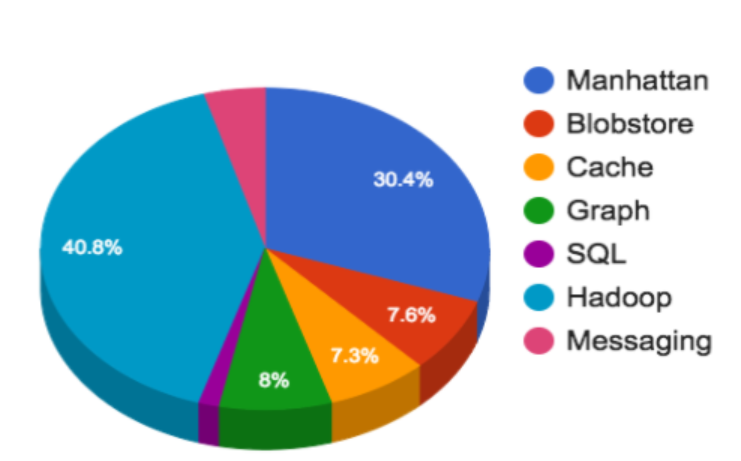 Manhattan
Blobstore
Cache
Graph
SQL
Hadoop
Messaging
30.4%
7.6%
7.3%
8%
40.8%